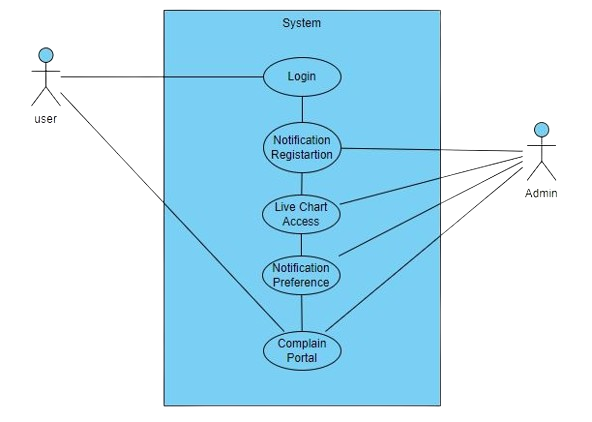 System
Login
user
Notification
Registartion
Admin
Live Chart
Access
Notification
Preference
Complain
Portal